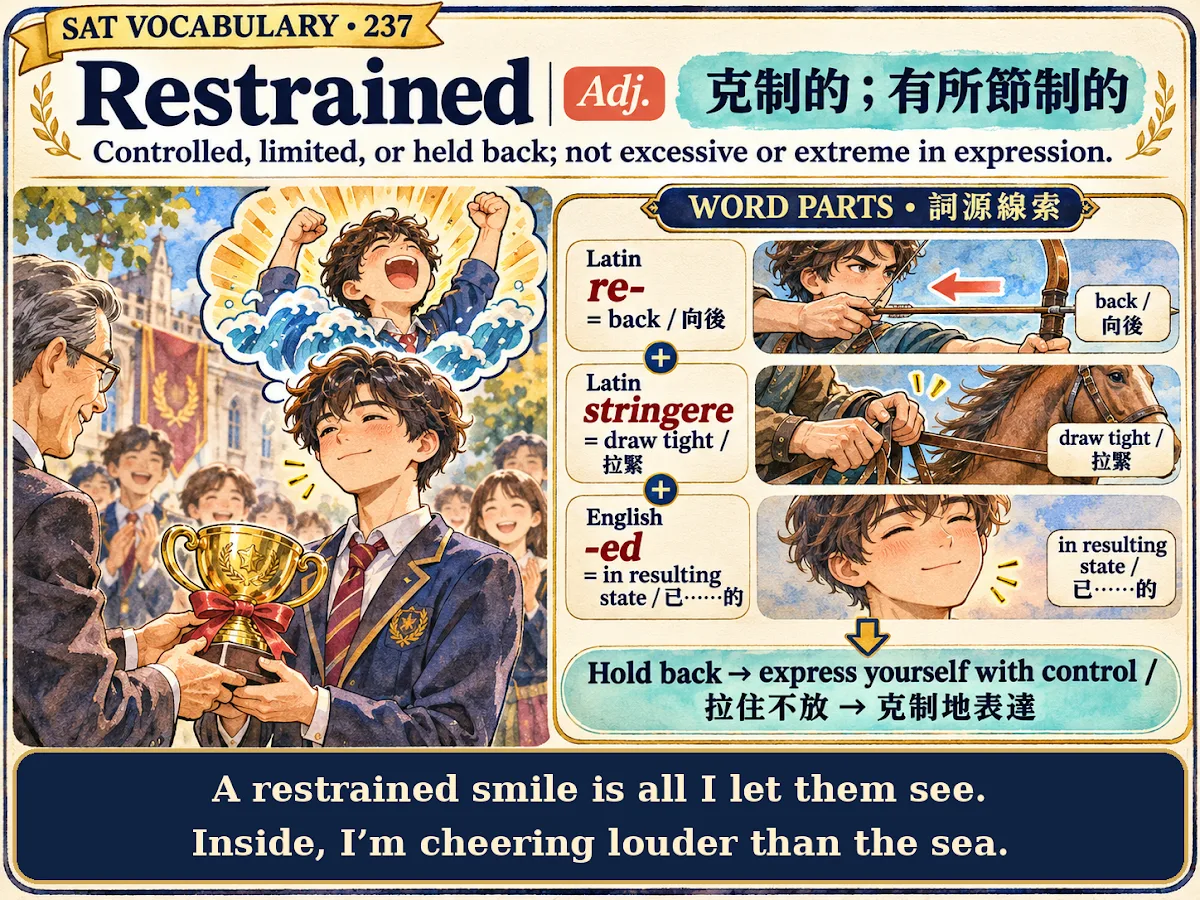 SAT VOCABULARY • 237
Restrained
Adj.
克制的；有所節制的
Controlled, limited, or held back; not excessive or extreme in expression.
WORD PARTS • 詞源線索
Latin
re-
= back / 向後
back /
向後
+
Latin
stringere
= draw tight /
拉緊
draw tight /
拉緊
+
English
-ed
= in resulting
state / 已……的
in resulting
state /
已……的
Hold back → express yourself with control /
拉住不放 → 克制地表達
A restrained smile is all I let them see.
Inside, I’m cheering louder than the sea.